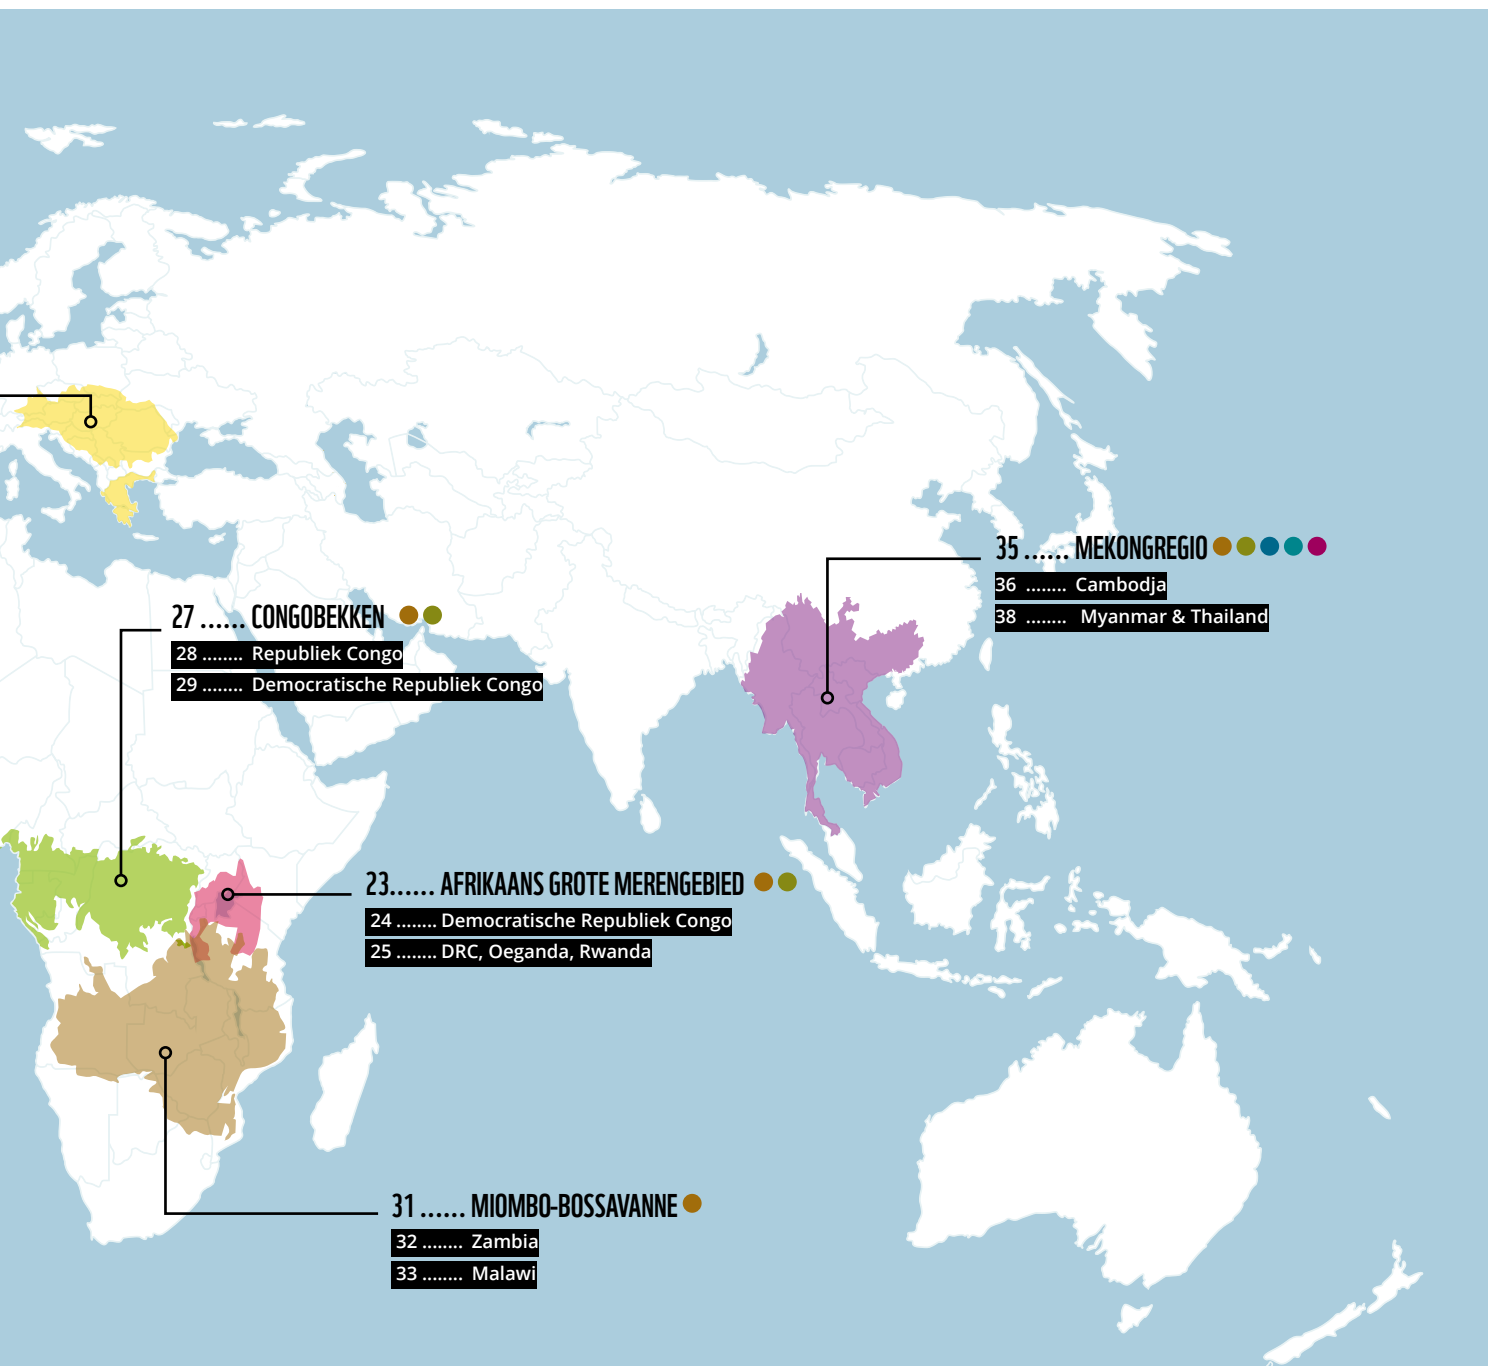 35 ...... MEKONGREGIO
36 ........ Cambodja
38 ........ Myanmar & Thailand
27 ...... CONGOBEKKEN
28 ........ Republiek Congo
29 ........ Democratische Republiek Congo
23...... AFRIKAANS GROTE MERENGEBIED
24 ........ Democratische Republiek Congo
25 ........ DRC, Oeganda, Rwanda
31 ...... MIOMBO-BOSSAVANNE
32 ........ Zambia
33 ........ Malawi